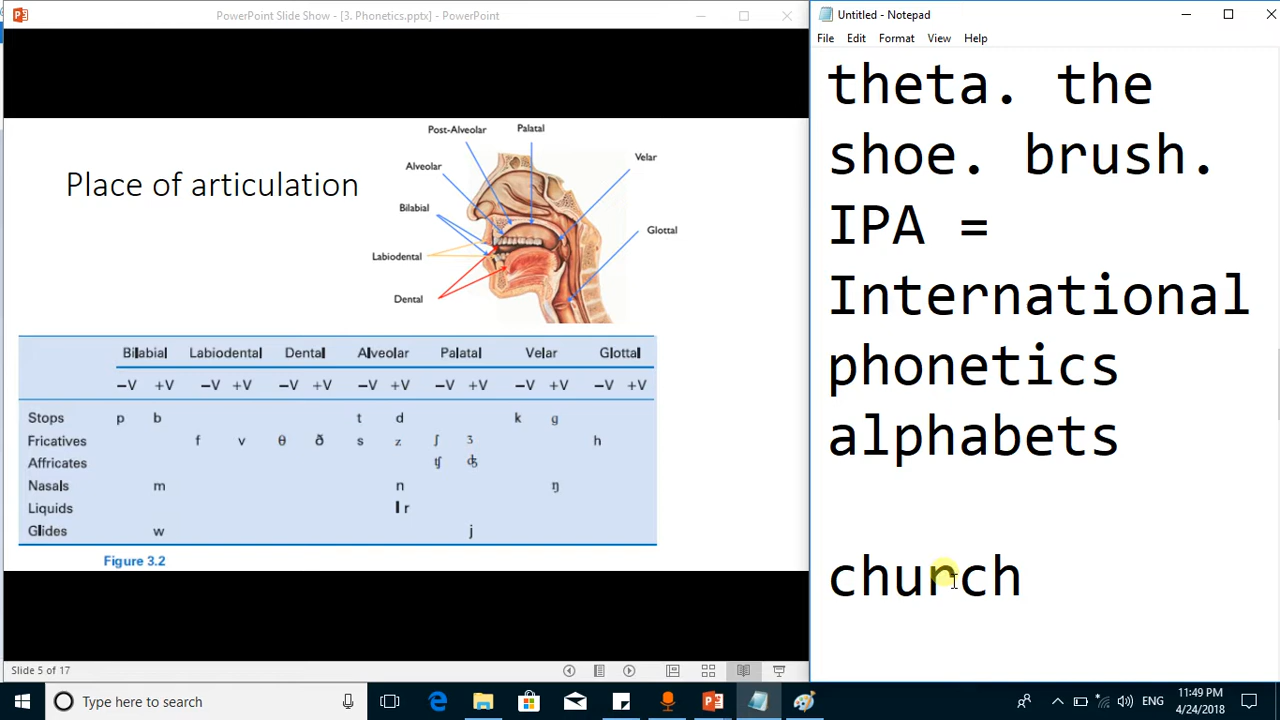 PowerPoint Slide Show - [3. Phonetics.pptx] - PowerPoint
Place of articulation
Post-Alveolar
Palatal
Alveolar
Velar
Bilabial
Glottal
Labiodental
Dental
Bilabial Labiodental Dental Alveolar Palatal Velar Glottal
–V +V –V +V –V +V –V +V –V +V –V +V –V +V
Stops p b t d k g
Fricatives f v θ ð s z ʃ ʒ h
Affricates ʧ ʤ
Nasals m n ŋ
Liquids l r
Glides w j
Figure 3.2
Slide 5 of 17
Untitled - Notepad
File Edit Format View Help
theta. the
shoe. brush.
IPA =
International
phonetics
alphabets
church
Type here to search
ENG
11:49 PM
4/24/2018